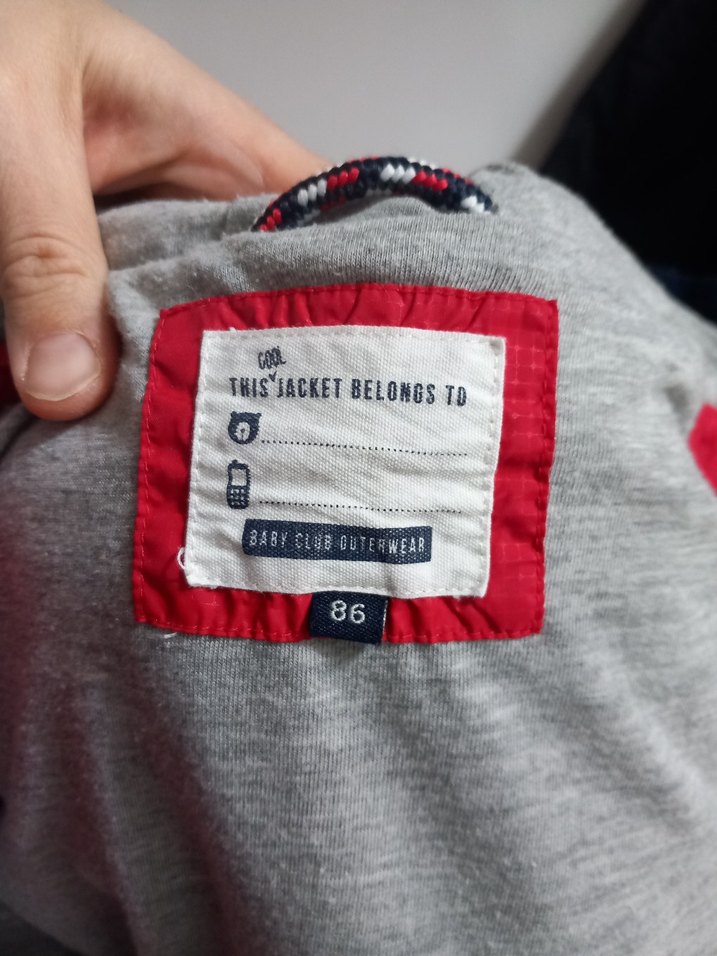 COOL
THIS JACKET BELONGS TO
BABY CLUB OUTERWEAR
86